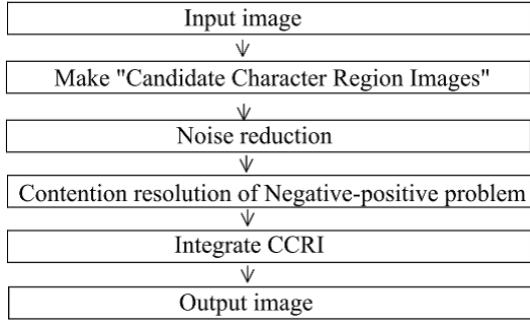 Input image
Make "Candidate Character Region Images"
Noise reduction
Contention resolution of Negative-positive problem
Integrate CCRI
Output image